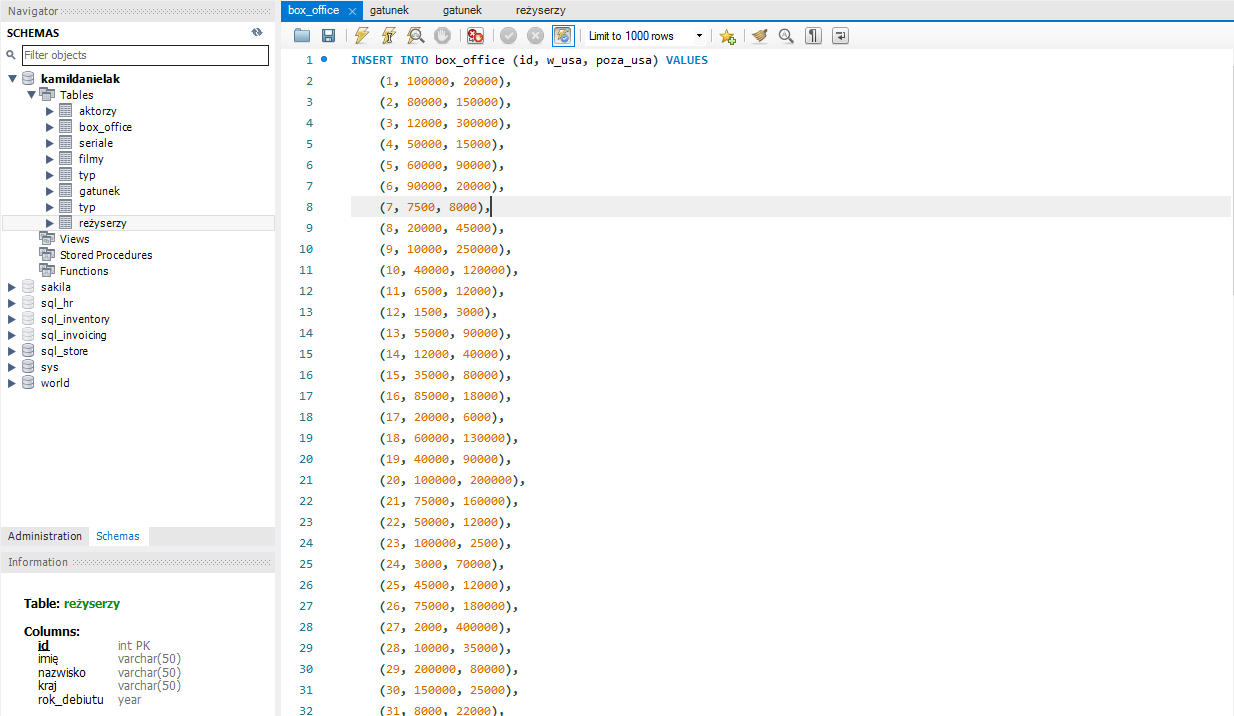 Navigator
SCHEMAS
Filter objects
kamildanielak
Tables
aktorzy
box_office
seriale
filmy
typ
gatunek
typ
reżyserzy
Views
Stored Procedures
Functions
sakila
sql_hr
sql_inventory
sql_invoicing
sql_store
sys
world
Administration Schemas
Information
Table: reżyserzy
Columns:
id int PK
imię varchar(50)
nazwisko varchar(50)
kraj varchar(50)
rok_debiutu year
box_office gatunek gatunek reżyserzy
Limit to 1000 rows
1 INSERT INTO box_office (id, w_usa, poza_usa) VALUES
2 (1, 100000, 20000),
3 (2, 80000, 150000),
4 (3, 12000, 300000),
5 (4, 50000, 15000),
6 (5, 60000, 90000),
7 (6, 90000, 20000),
8 (7, 7500, 8000),
9 (8, 20000, 45000),
10 (9, 10000, 250000),
11 (10, 40000, 120000),
12 (11, 6500, 12000),
13 (12, 1500, 3000),
14 (13, 55000, 90000),
15 (14, 12000, 40000),
16 (15, 35000, 80000),
17 (16, 85000, 18000),
18 (17, 20000, 6000),
19 (18, 60000, 130000),
20 (19, 40000, 90000),
21 (20, 100000, 200000),
22 (21, 75000, 160000),
23 (22, 50000, 12000),
24 (23, 100000, 2500),
25 (24, 3000, 70000),
26 (25, 45000, 12000),
27 (26, 75000, 180000),
28 (27, 2000, 400000),
29 (28, 10000, 35000),
30 (29, 200000, 80000),
31 (30, 150000, 25000),
32 (31, 8000, 22000),